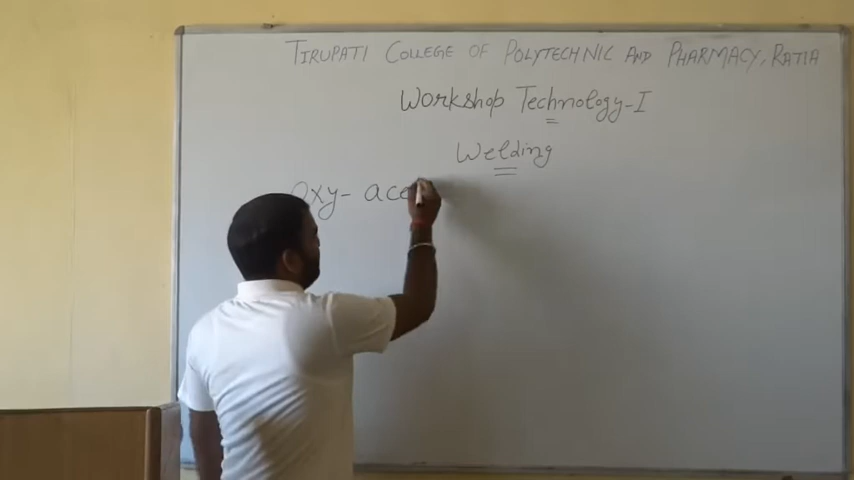 TIRUPATI COLLEGE OF POLYTECHNIC AND PHARMACY, RATIA
Workshop Technology-I
Welding
Oxy- ace